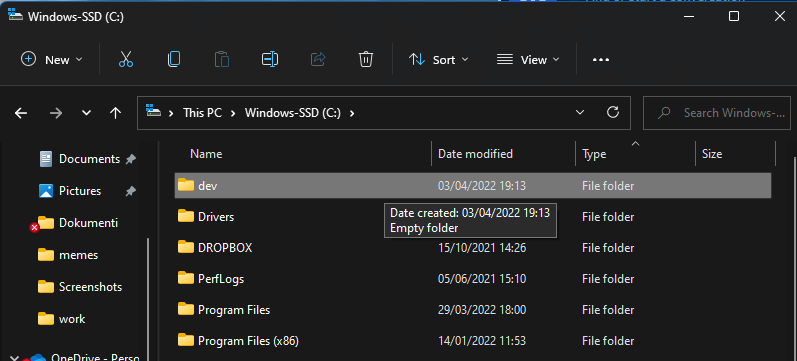 Windows-SSD (C:)
New
Sort
View
This PC > Windows-SSD (C:) >
Search Windows-...
Name Date modified Type Size
Documents
Pictures
Dokumenti
memes
Screenshots
work
OneDrive - Perso
dev 03/04/2022 19:13 File folder
Drivers File folder
Date created: 03/04/2022 19:13
Empty folder
DROPBOX 15/10/2021 14:26 File folder
PerfLogs 05/06/2021 15:10 File folder
Program Files 29/03/2022 18:00 File folder
Program Files (x86) 14/01/2022 11:53 File folder